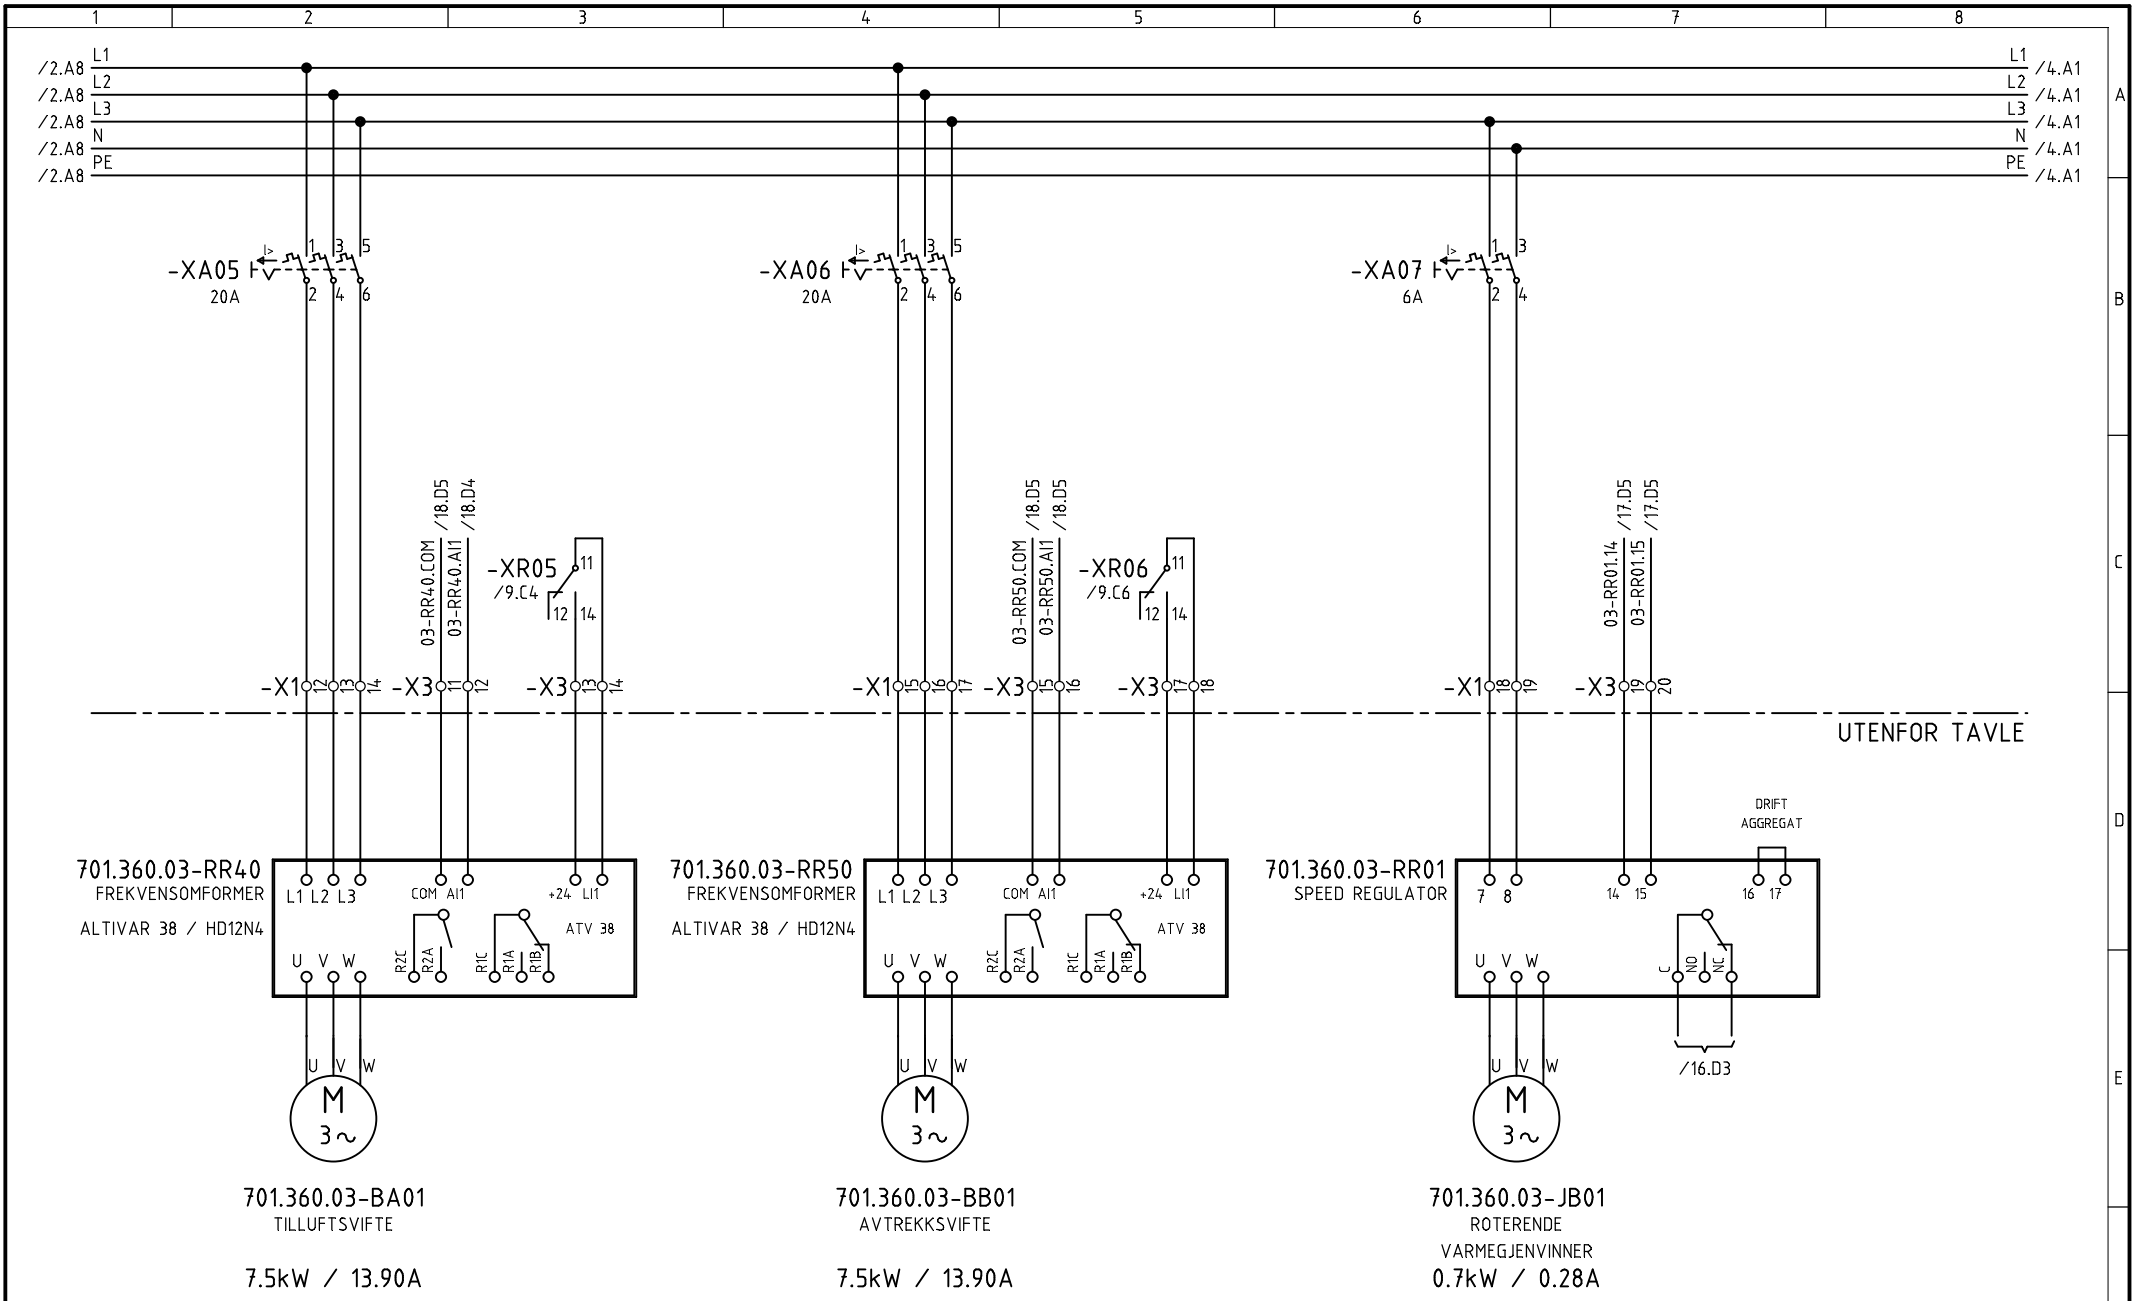 1 2 3 4 5 6 7 8
L1 L1
/2.A8 /4.A1
L2 L2
/2.A8 /4.A1
L3 L3
/2.A8 /4.A1
N N
/2.A8 /4.A1
PE PE
/2.A8 /4.A1
A
B
C
D
E
-XA05 I> 1 3 5
20A 2 4 6
-XA06 I> 1 3 5
20A 2 4 6
-XA07 I> 1 3
6A 2 4
03-RR40.COM /18.D5
03-RR40.AI1 /18.D4
-XR05 11
/9.C4
12 14
03-RR50.COM /18.D5
03-RR50.AI1 /18.D5
-XR06 11
/9.C6
12 14
03-RR01.14 /17.D5
03-RR01.15 /17.D5
-X1 12 13 14 -X3 11 12 -X3 13 14
-X1 15 16 17 -X3 15 16 -X3 17 18
-X1 18 19 -X3 19 20
UTENFOR TAVLE
701.360.03-RR40
FREKVENSOMFORMER
ALTIVAR 38 / HD12N4
L1 L2 L3 COM AI1 +24 LI1
ATV 38
U V W R2C R2A R1C R1A R1B
701.360.03-RR50
FREKVENSOMFORMER
ALTIVAR 38 / HD12N4
L1 L2 L3 COM AI1 +24 LI1
ATV 38
U V W R2C R2A R1C R1A R1B
701.360.03-RR01
SPEED REGULATOR
DRIFT
AGGREGAT
7 8 14 15 16 17
U V W C NO NC
/16.D3
U V W
M
3~
701.360.03-BA01
TILLUFTSVIFTE
7.5kW / 13.90A
U V W
M
3~
701.360.03-BB01
AVTREKKSVIFTE
7.5kW / 13.90A
U V W
M
3~
701.360.03-JB01
ROTERENDE
VARMEGJENVINNER
0.7kW / 0.28A